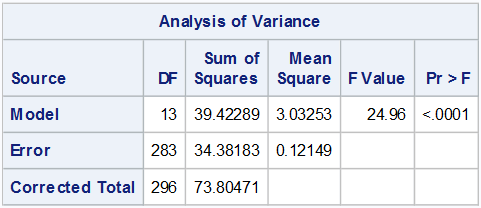 Analysis of Variance
Source DF Sum of Squares Mean Square F Value Pr > F
Model 13 39.42289 3.03253 24.96 <.0001
Error 283 34.38183 0.12149
Corrected Total 296 73.80471